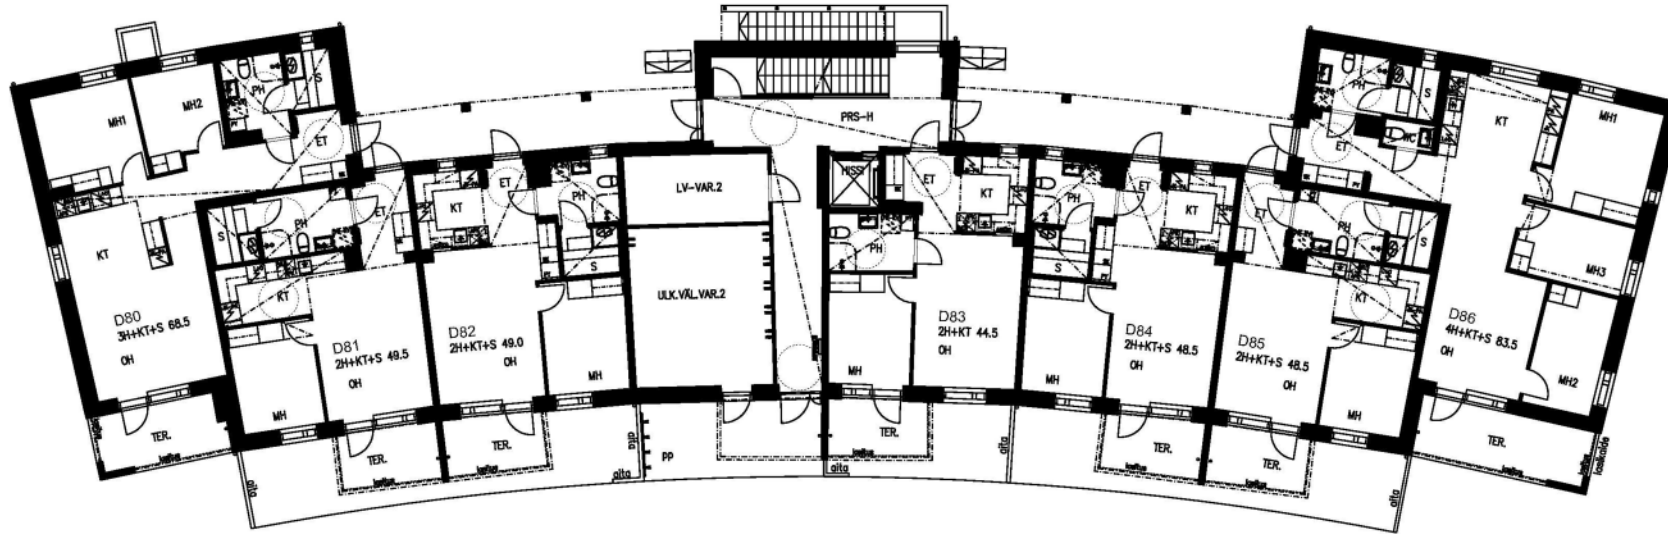 MH1
MH2
PH
S
ET
KT
D80
3H+KT+S 68.5
OH
TER.
S
PH
ET
KT
D81
2H+KT+S 49.5
OH
MH
TER.
KT
ET
PH
S
D82
2H+KT+S 49.0
OH
MH
TER.
LV-VAR.2
ULK.VÄL.VAR.2
PRS-H
HISSI
ET
KT
PH
D83
2H+KT 44.5
OH
MH
TER.
PH
ET
KT
S
D84
2H+KT+S 48.5
OH
MH
TER.
ET
PH
S
KT
D85
2H+KT+S 48.5
OH
MH
TER.
PH
S
WC
ET
KT
MH1
MH3
D86
4H+KT+S 83.5
OH
MH2
TER.
aita
aita
aita
pp
aita
aita
aita